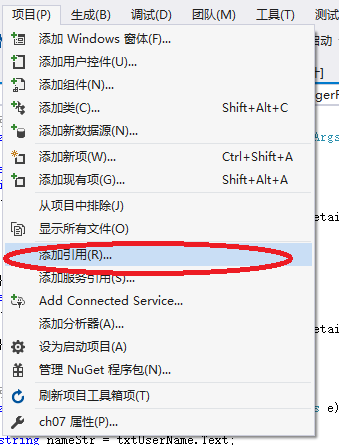 项目(P) 生成(B) 调试(D) 团队(M) 工具(T) 测试
添加 Windows 窗体(F)... 启动
添加用户控件(U)...
添加组件(N)...
添加类(C)... Shift+Alt+C
添加新数据源(N)...
添加新项(W)... Ctrl+Shift+A
添加现有项(G)... Shift+Alt+A
从项目中排除(J)
显示所有文件(O)
添加引用(R)...
添加服务引用(S)...
Add Connected Service...
添加分析器(A)...
设为启动项目(A)
管理 NuGet 程序包(N)...
刷新项目工具箱项(T)
ch07 属性(P)... e)
string nameStr = txtUserName.Text;